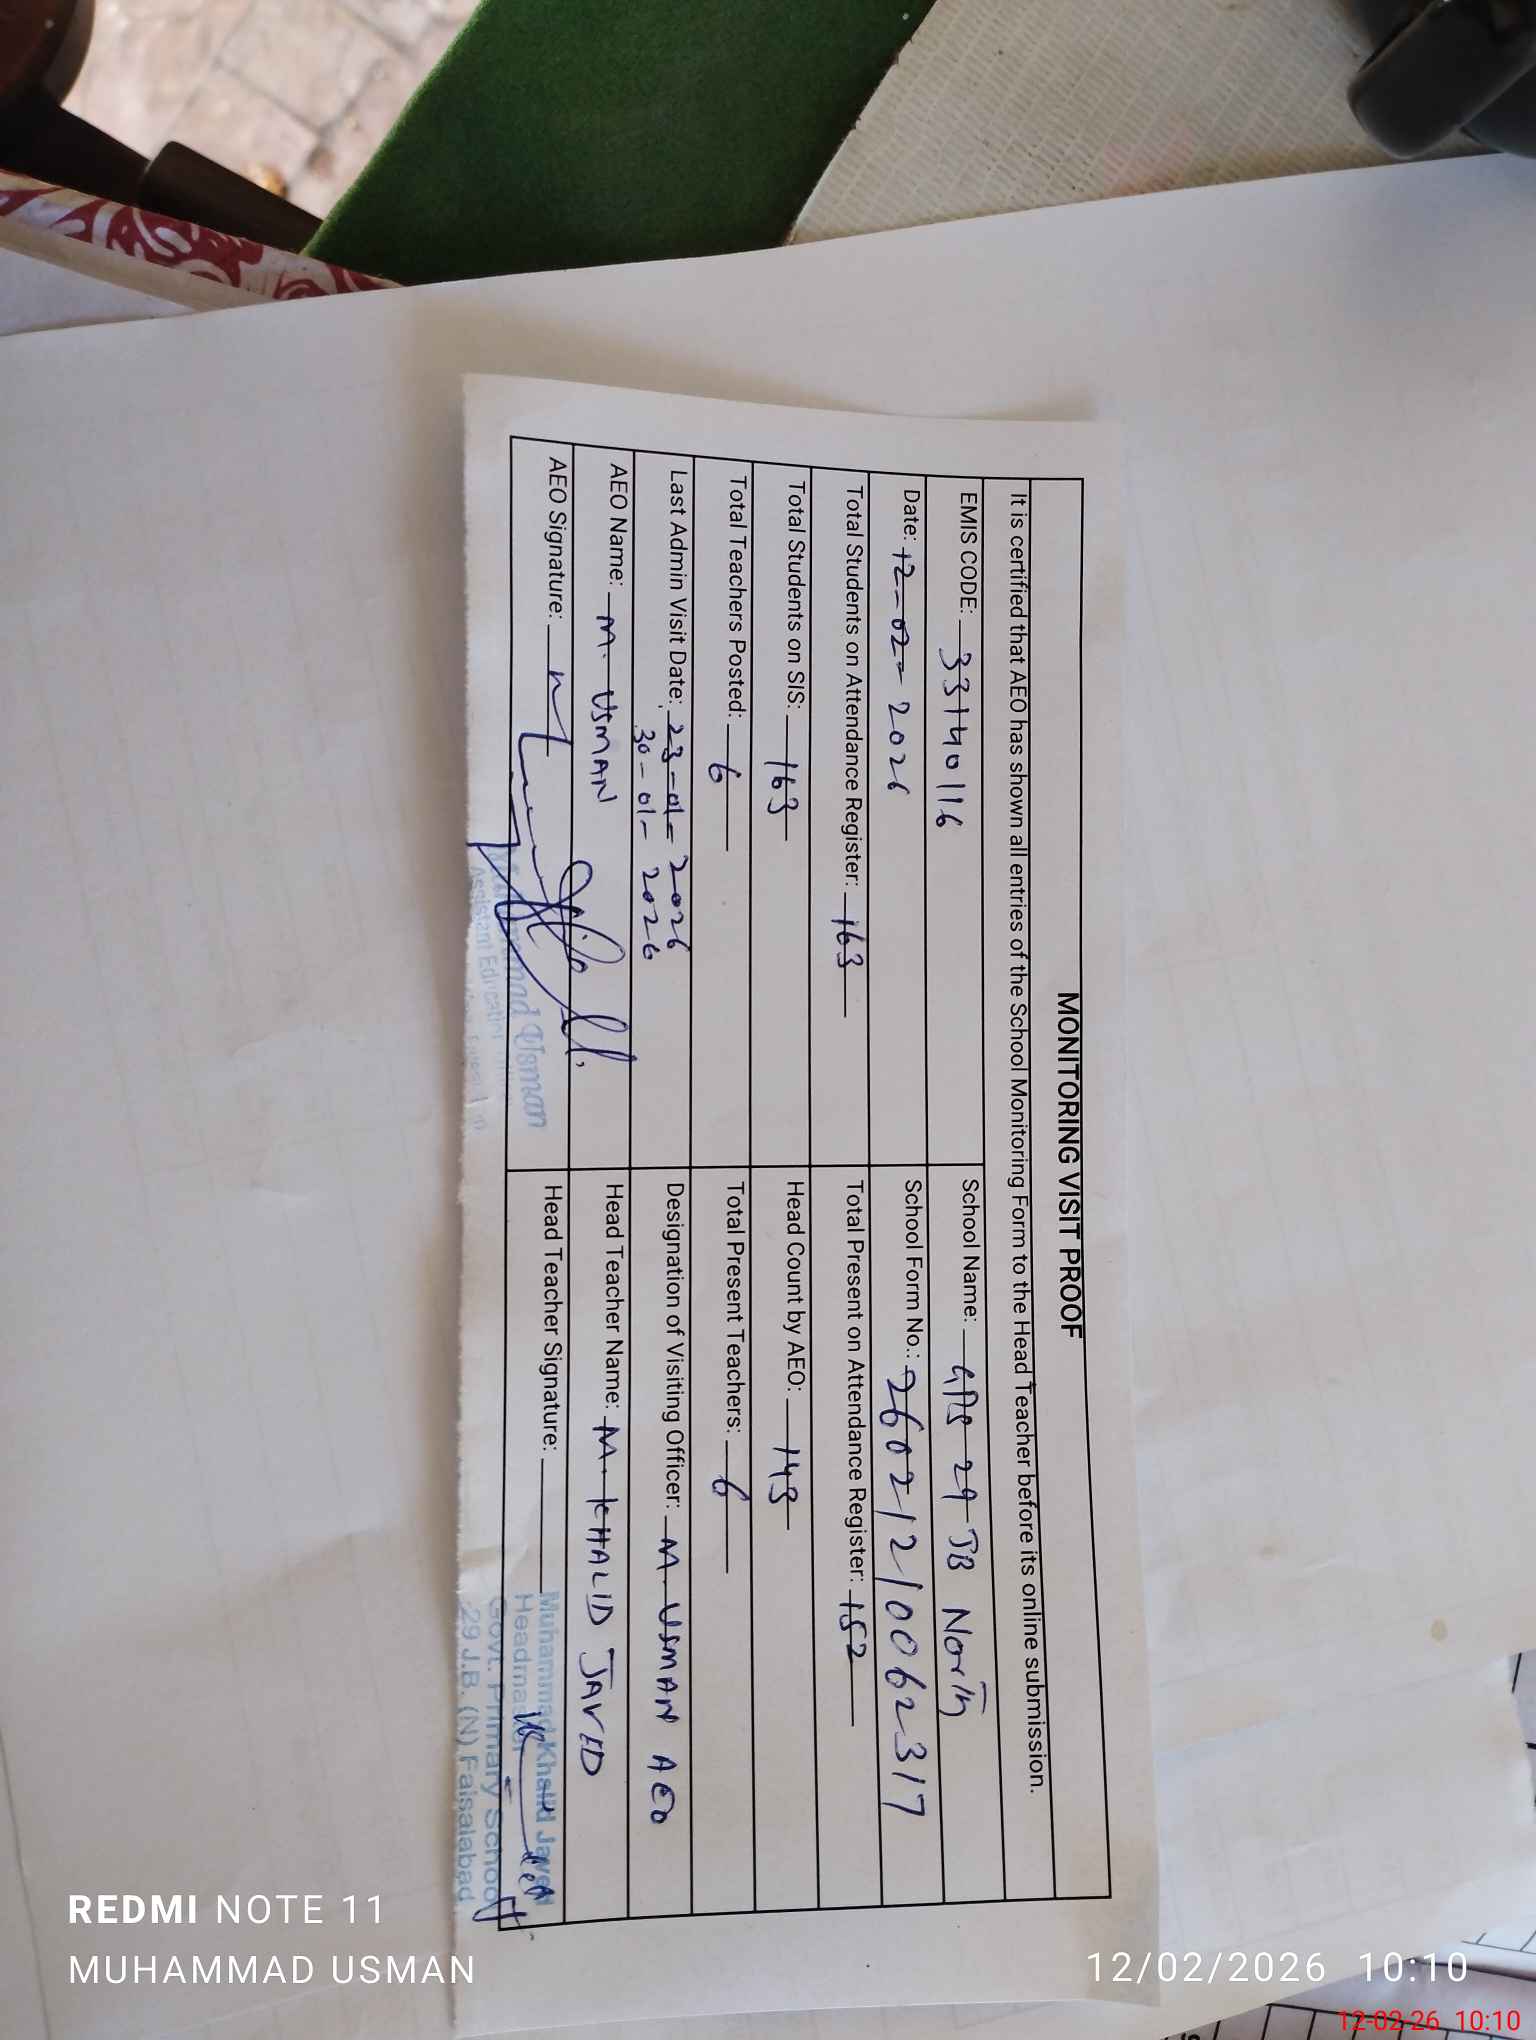 MONITORING VISIT PROOF
It is certified that AEO has shown all entries of the School Monitoring Form to the Head Teacher before its online submission.
EMIS CODE: 33140116
School Name: GPS 29 JB North
Date: 12-02-2026
School Form No.: 26021210062317
Total Students on Attendance Register: 163
Total Present on Attendance Register: 152
Total Students on SIS: 163
Head Count by AEO: 143
Total Teachers Posted: 6
Total Present Teachers: 6
Last Admin Visit Date: 23-01-2026
30-01-2026
Designation of Visiting Officer: M. USMAN AEO
AEO Name: M. USMAN
Head Teacher Name: M. KHALID JAVED
AEO Signature:
Muhammad Usman
Assistant Education
Head Teacher Signature:
Muhammad Khalid Javed
Headmaster
Govt. Primary School
29 J.B. (N) Faisalabad
REDMI NOTE 11
MUHAMMAD USMAN
12/02/2026 10:10
12-02-26 10:10